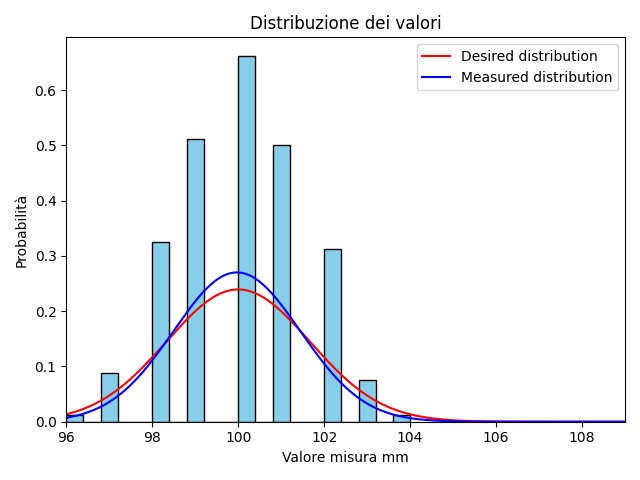 Distribuzione dei valori
Desired distribution
Measured distribution
Probabilità
0.6
0.5
0.4
0.3
0.2
0.1
0.0
96 98 100 102 104 106 108
Valore misura mm